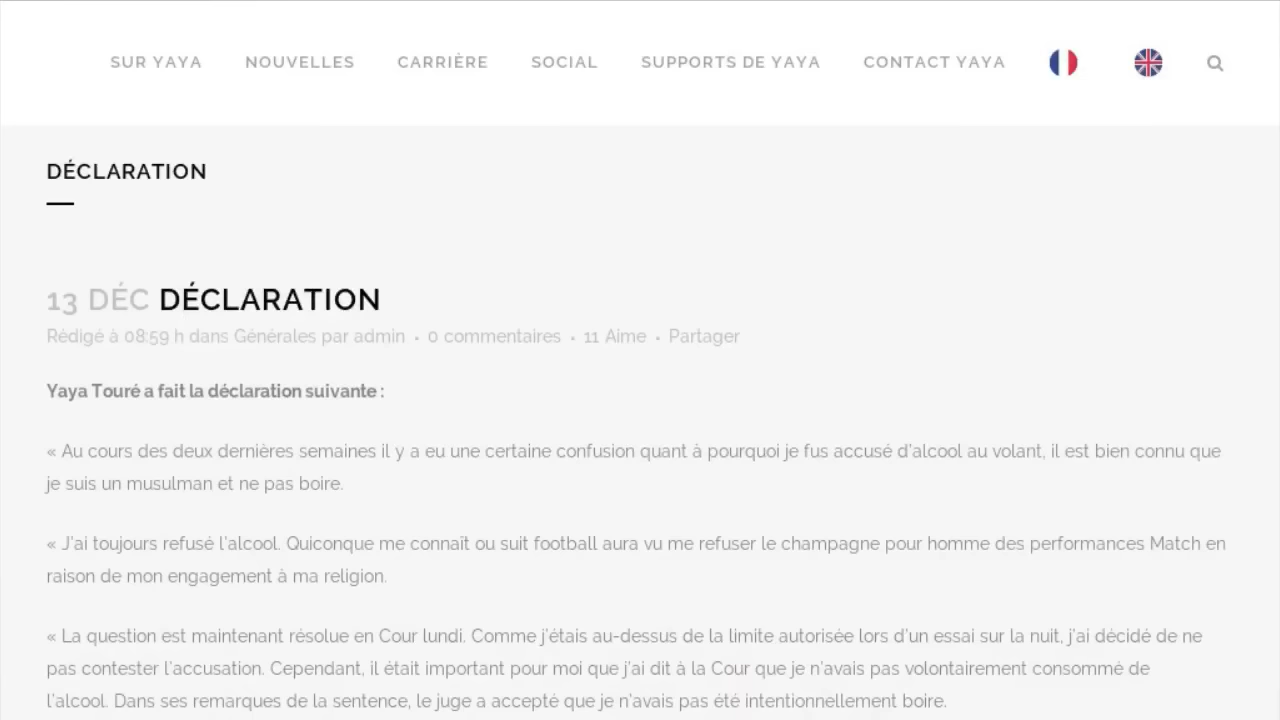 SUR YAYA NOUVELLES CARRIÈRE SOCIAL SUPPORTS DE YAYA CONTACT YAYA
DÉCLARATION
13 DÉC DÉCLARATION
Rédigé à 08:59 h dans Générales par admin • 0 commentaires • 11 Aime • Partager
Yaya Touré a fait la déclaration suivante :
« Au cours des deux dernières semaines il y a eu une certaine confusion quant à pourquoi je fus accusé d'alcool au volant, il est bien connu que
je suis un musulman et ne pas boire.
« J'ai toujours refusé l'alcool. Quiconque me connaît ou suit football aura vu me refuser le champagne pour homme des performances Match en
raison de mon engagement à ma religion.
« La question est maintenant résolue en Cour lundi. Comme j'étais au-dessus de la limite autorisée lors d'un essai sur la nuit, j'ai décidé de ne
pas contester l'accusation. Cependant, il était important pour moi que j'ai dit à la Cour que je n'avais pas volontairement consommé de
l'alcool. Dans ses remarques de la sentence, le juge a accepté que je n'avais pas été intentionnellement boire.